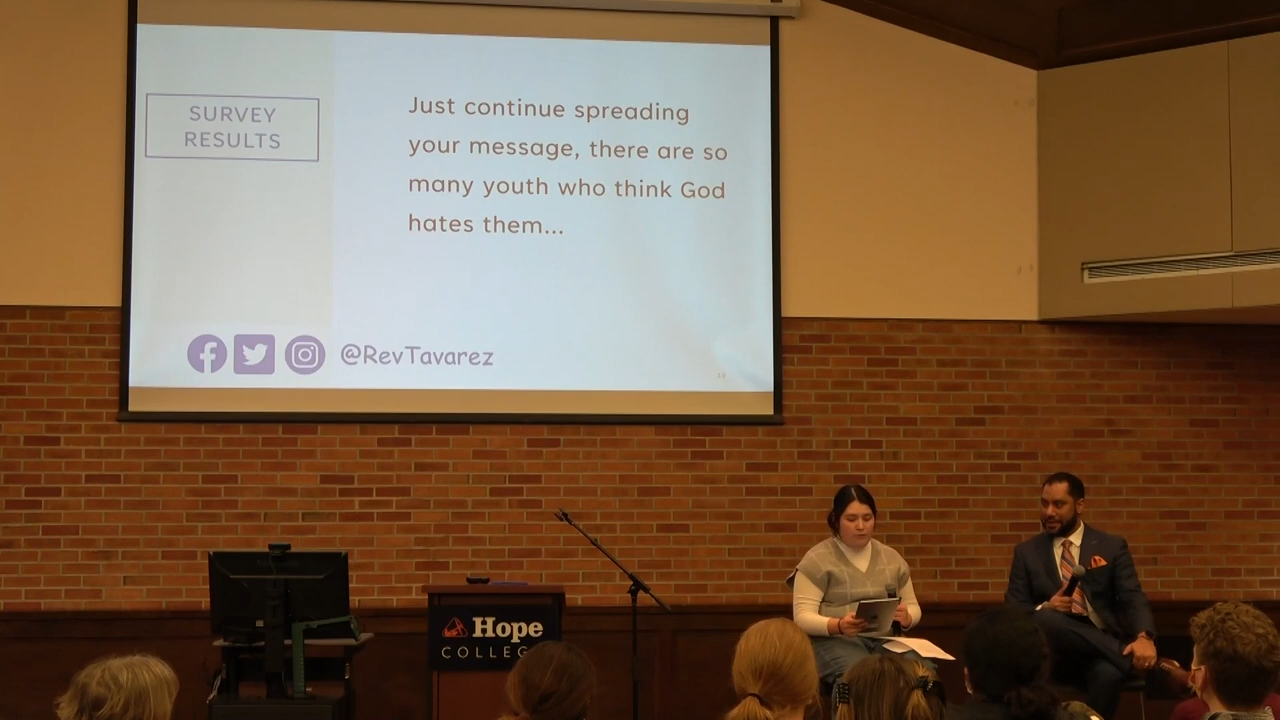 SURVEY
RESULTS
Just continue spreading
your message, there are so
many youth who think God
hates them...
@RevTavarez
Hope
COLLEGE